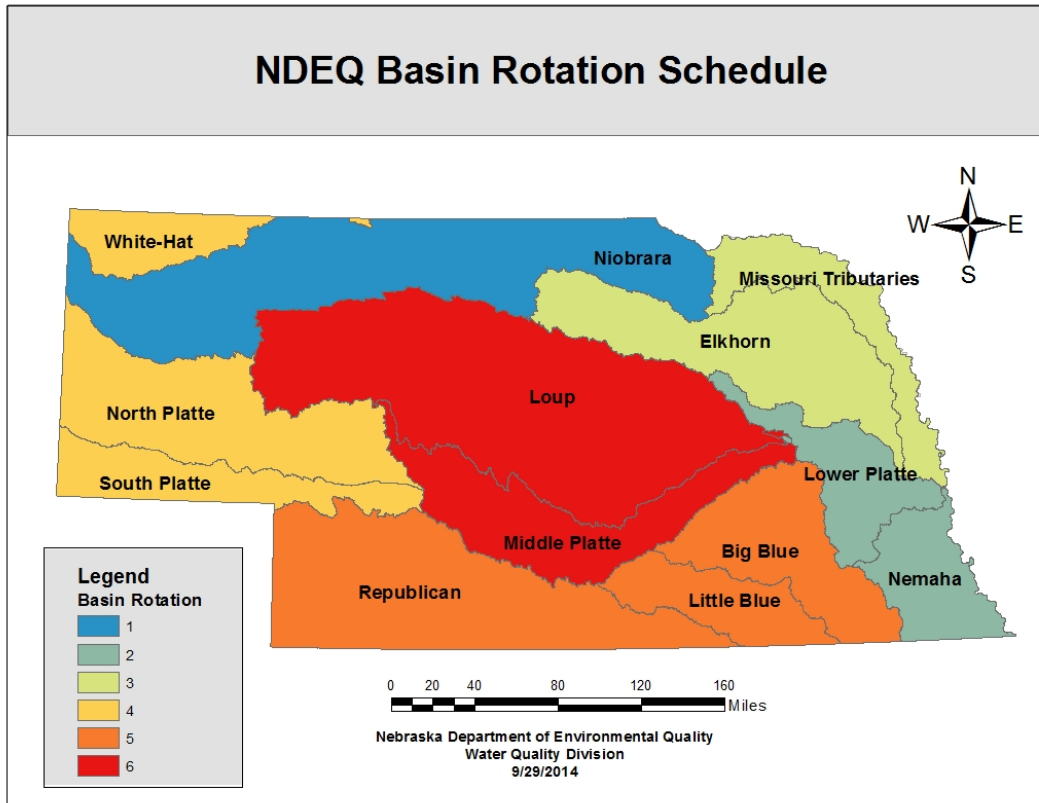 NDEQ Basin Rotation Schedule
N
W E
S
White-Hat
Niobrara
Missouri Tributaries
Elkhorn
Loup
North Platte
South Platte
Lower Platte
Middle Platte
Big Blue
Nemaha
Republican
Little Blue
Legend
Basin Rotation
1
2
3
4
5
6
0 20 40 80 120 160
Miles
Nebraska Department of Environmental Quality
Water Quality Division
9/29/2014